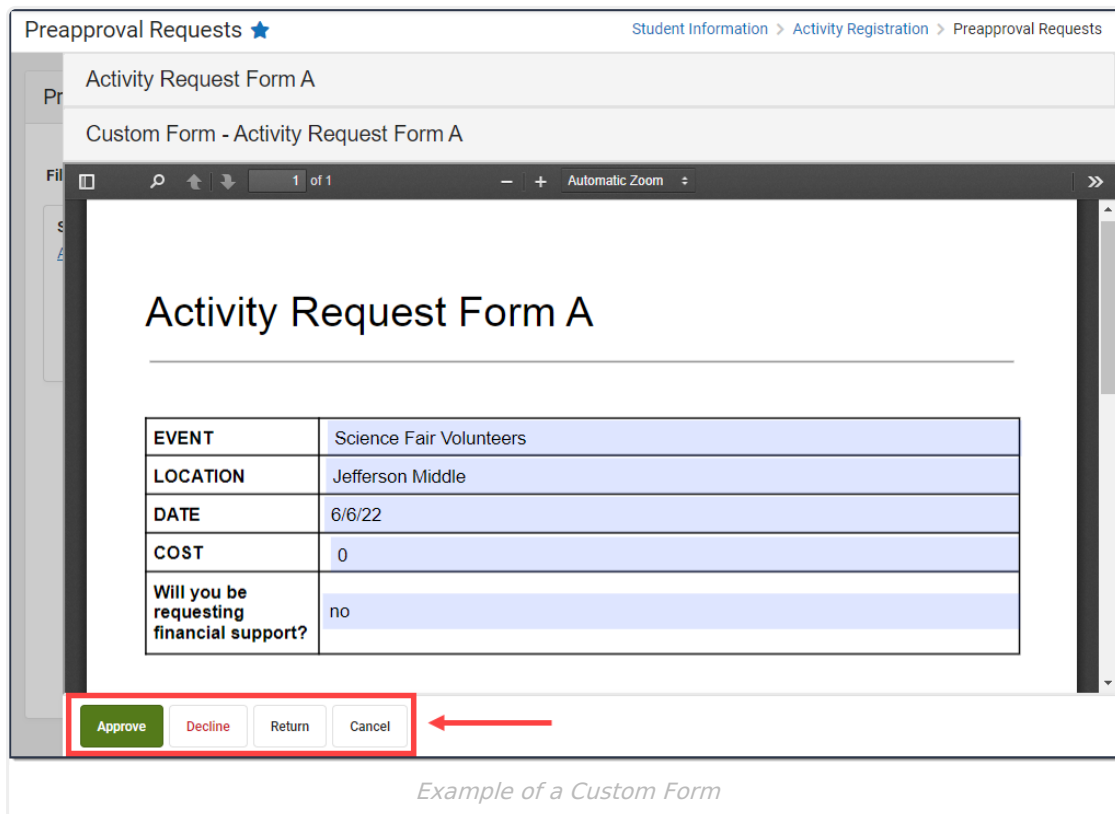 Preapproval Requests
Student Information > Activity Registration > Preapproval Requests
Pr
Activity Request Form A
Custom Form - Activity Request Form A
Fil
1 of 1
Automatic Zoom
S
A
Activity Request Form A
EVENT Science Fair Volunteers
LOCATION Jefferson Middle
DATE 6/6/22
COST 0
Will you be
requesting
financial support?
no
Approve Decline Return Cancel
Example of a Custom Form